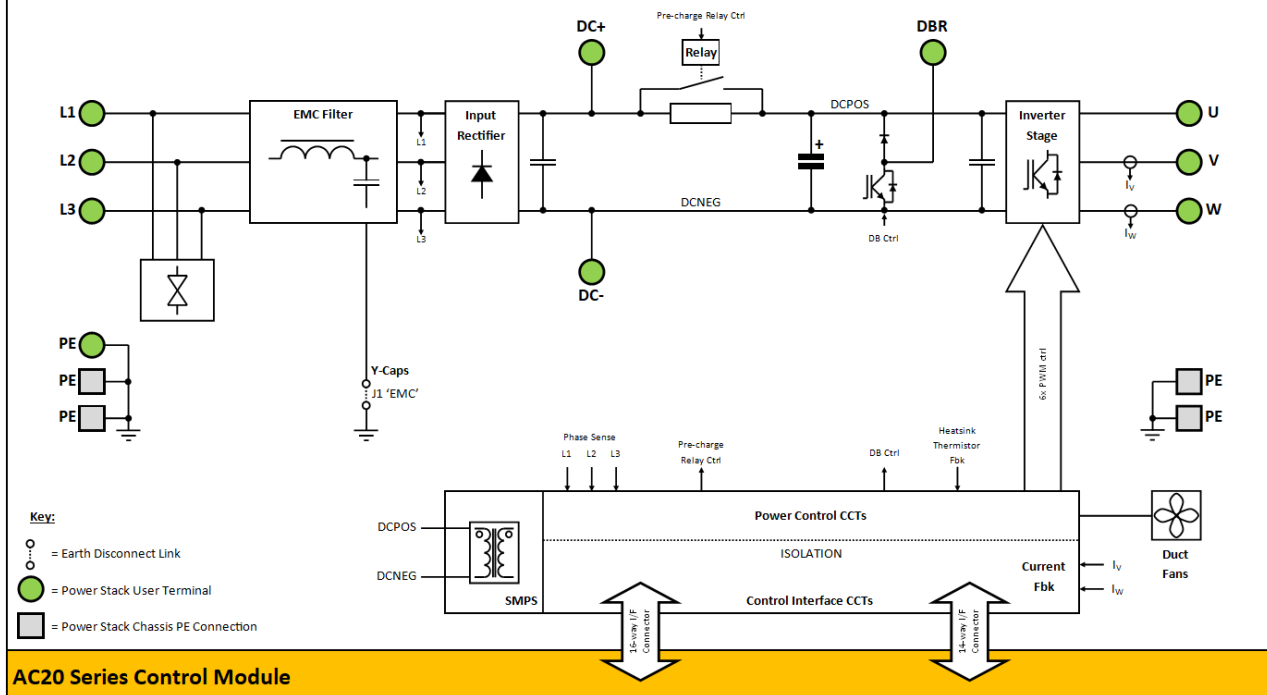 Pre-charge Relay Ctrl
DC+
DBR
Relay
L1
EMC Filter
Input
Rectifier
DCPOS
Inverter
Stage
U
L1
+
L2
V
L2
I_V
L3
DCNEG
W
L3
DB Ctrl
I_W
DC-
PE
Y-Caps
J1 'EMC'
PE
PE
6x PWM ctrl
PE
PE
Phase Sense
L1 L2 L3
Pre-charge
Relay Ctrl
DB Ctrl
Heatsink
Thermistor
Fbk
Key:
= Earth Disconnect Link
= Power Stack User Terminal
= Power Stack Chassis PE Connection
DCPOS
DCNEG
SMPS
Power Control CCTs
ISOLATION
Control Interface CCTs
Current
Fbk
I_V
I_W
Duct
Fans
16-way I/F
Connector
14-way I/F
Connector
AC20 Series Control Module